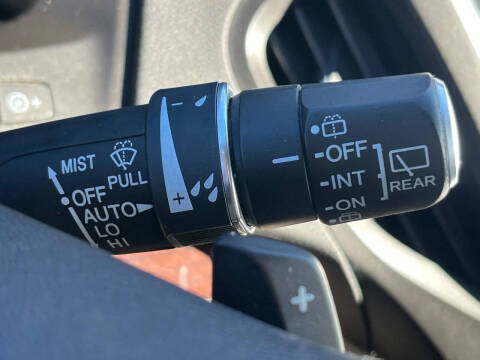 MIST
PULL
OFF
AUTO
LO
HI
- 
+
OFF
INT
ON
REAR
+
+